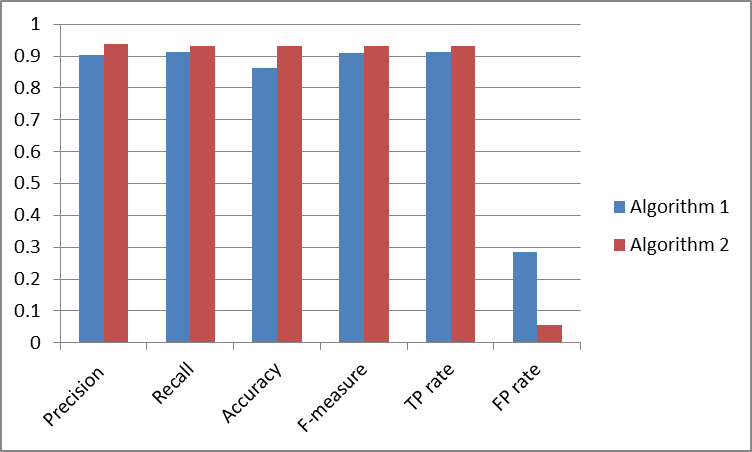 1
0.9
0.8
0.7
0.6
0.5
0.4
0.3
0.2
0.1
0
Precision
Recall
Accuracy
F-measure
TP rate
FP rate
Algorithm 1
Algorithm 2